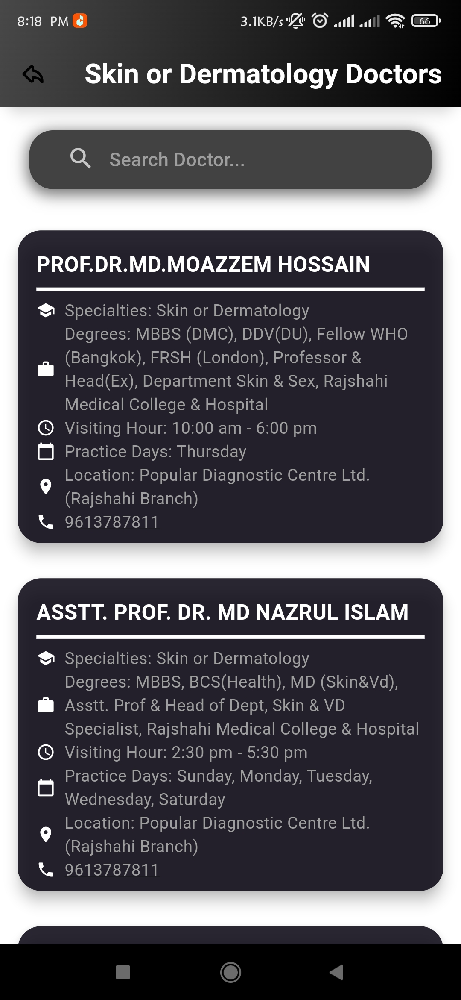 8:18 PM
3.1KB/s
66
Skin or Dermatology Doctors
Search Doctor...
PROF.DR.MD.MOAZZEM HOSSAIN
Specialties: Skin or Dermatology
Degrees: MBBS (DMC), DDV(DU), Fellow WHO
(Bangkok), FRSH (London), Professor &
Head(Ex), Department Skin & Sex, Rajshahi
Medical College & Hospital
Visiting Hour: 10:00 am - 6:00 pm
Practice Days: Thursday
Location: Popular Diagnostic Centre Ltd.
(Rajshahi Branch)
9613787811
ASSTT. PROF. DR. MD NAZRUL ISLAM
Specialties: Skin or Dermatology
Degrees: MBBS, BCS(Health), MD (Skin&Vd),
Asstt. Prof & Head of Dept, Skin & VD
Specialist, Rajshahi Medical College & Hospital
Visiting Hour: 2:30 pm - 5:30 pm
Practice Days: Sunday, Monday, Tuesday,
Wednesday, Saturday
Location: Popular Diagnostic Centre Ltd.
(Rajshahi Branch)
9613787811